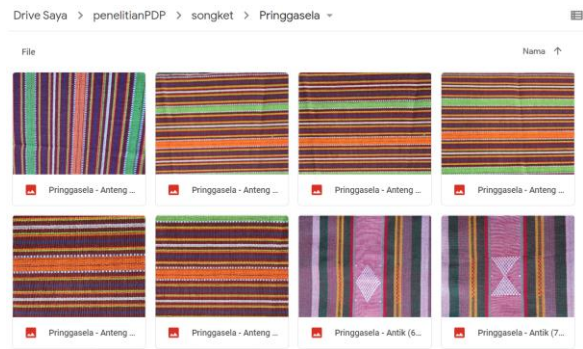 Drive Saya > penelitianPDP > songket > Pringgasela
File Nama
Pringgasela - Anteng ... Pringgasela - Anteng ... Pringgasela - Anteng ... Pringgasela - Anteng ...
Pringgasela - Anteng ... Pringgasela - Anteng ... Pringgasela - Antik (6... Pringgasela - Antik (7...